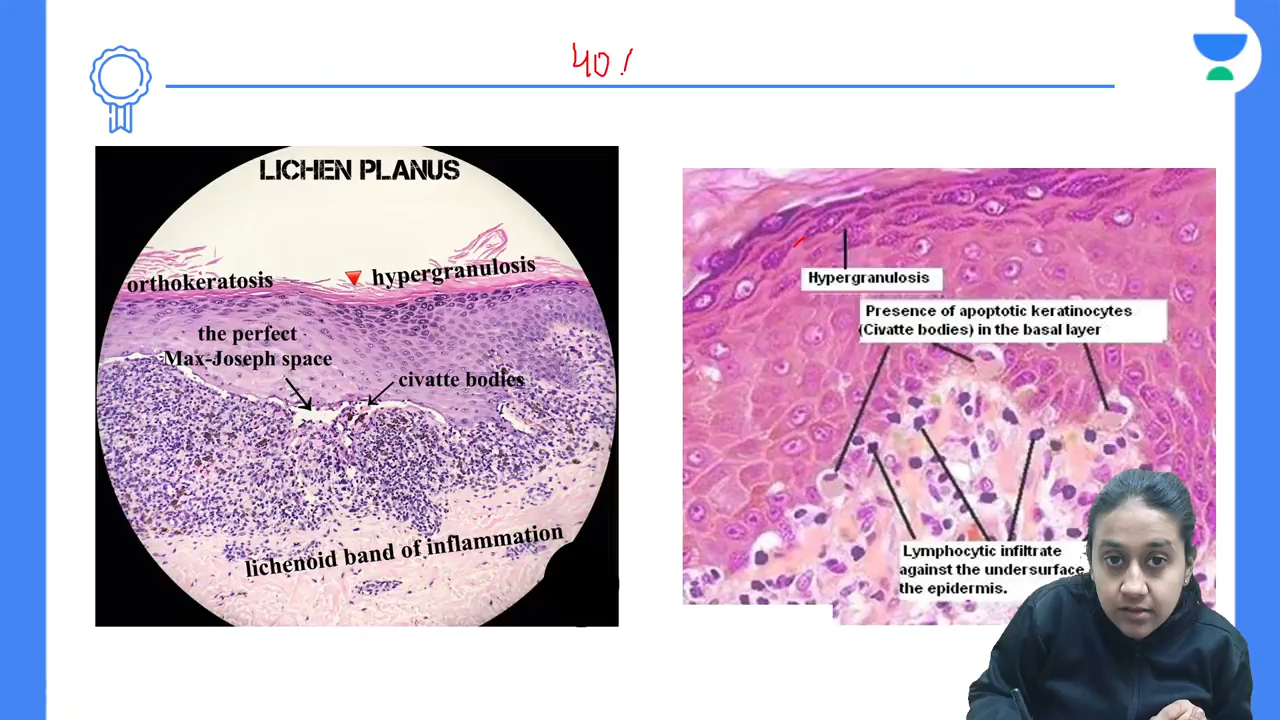 40%
LICHEN PLANUS
orthokeratosis
hypergranulosis
the perfect
Max-Joseph space
civatte bodies
lichenoid band of inflammation
Hypergranulosis
Presence of apoptotic keratinocytes
(Civatte bodies) in the basal layer
Lymphocytic infiltrate
against the undersurface
the epidermis.